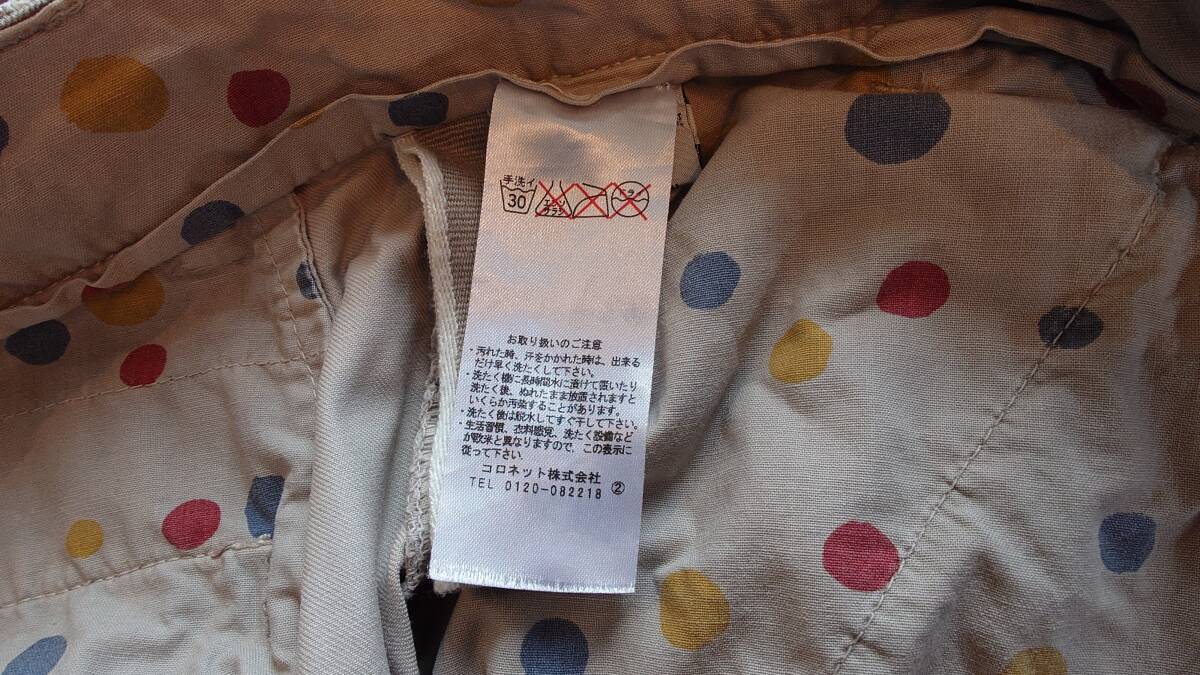 手洗イ
30
エンソ
サラシ
ドライ
お取り扱いのご注意
・汚れた時、汗をかかれた時は、出来る
だけ早く洗たくして下さい。
・洗たく機に長時間水に漬けて置いたり
洗たく後、ぬれたまま放置されますと
いくらか汚染することがあります。
・洗たく後は脱水してすぐ干して下さい。
・生活習慣、衣料感覚、洗たく設備など
が欧米と異なりますので、この表示に
従って下さい。
コロネット株式会社
TEL 0120-082218 ②